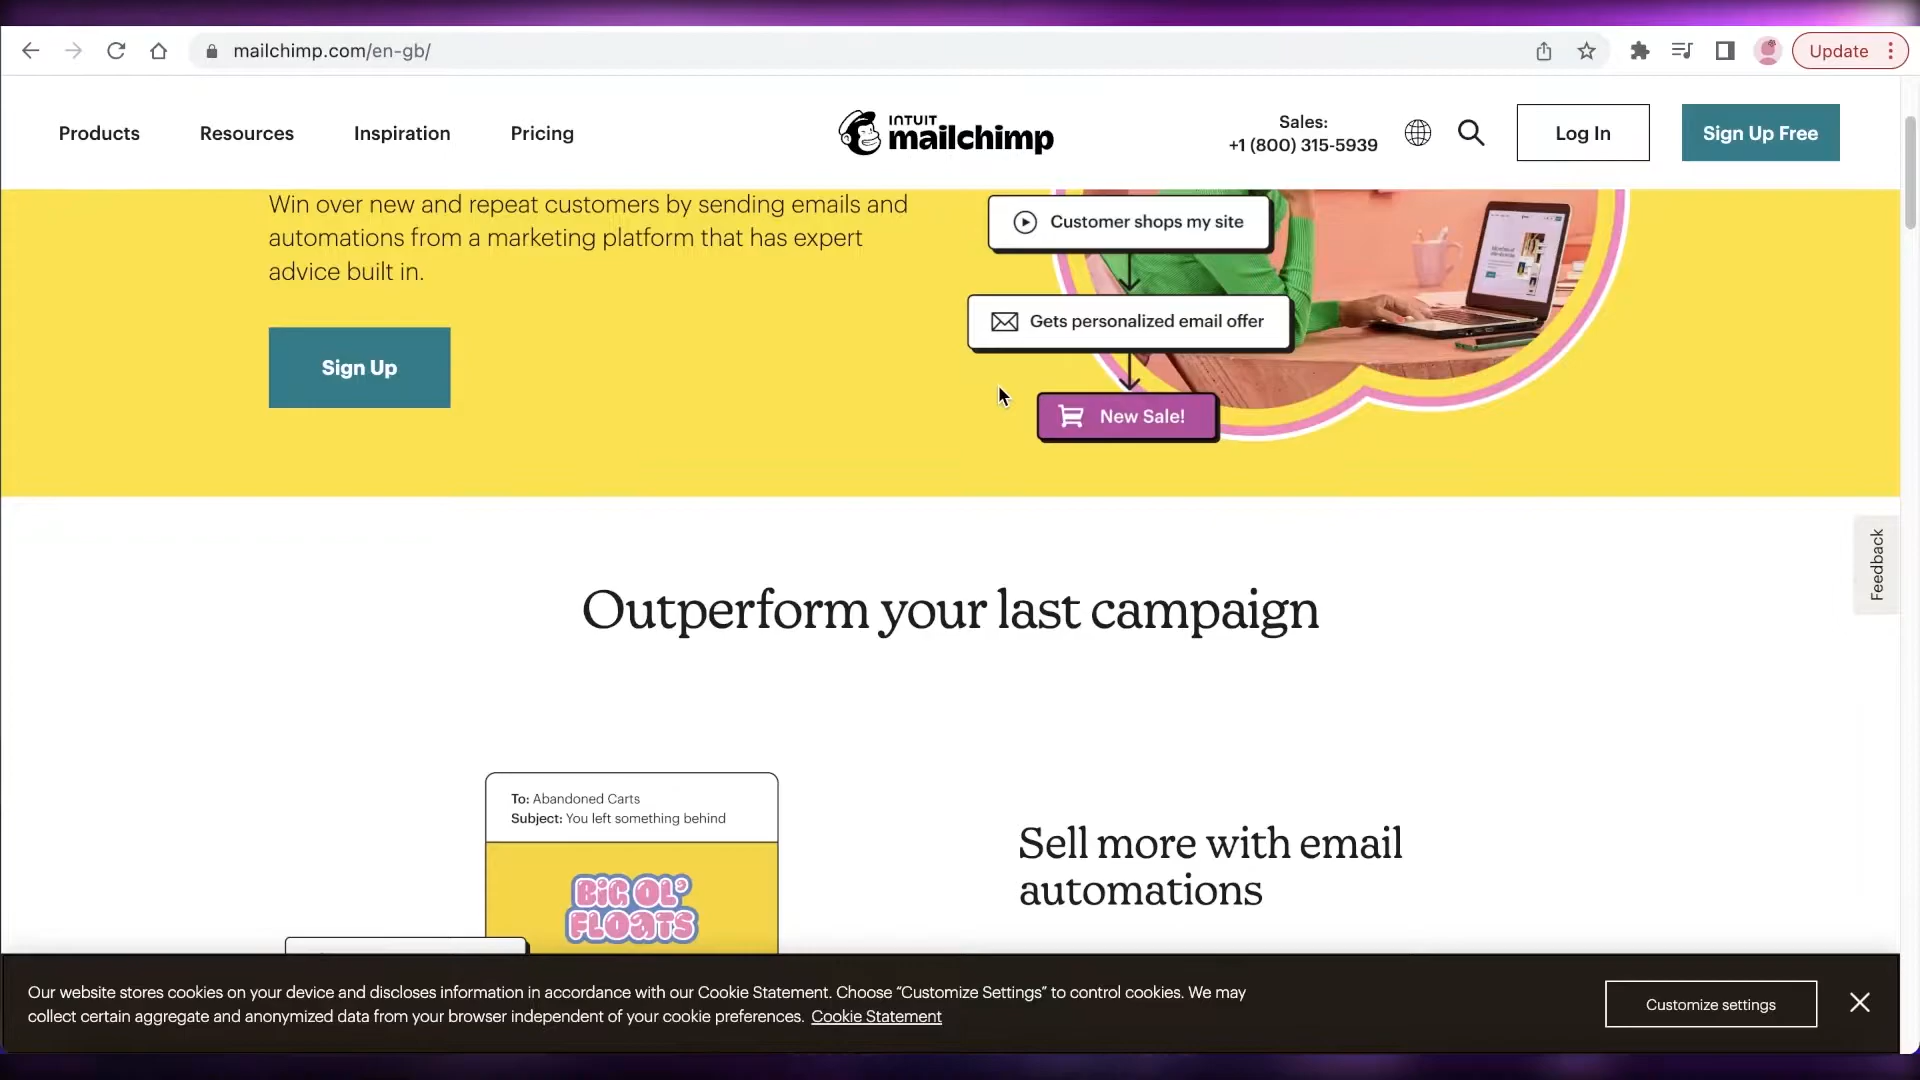 mailchimp.com/en-gb/
Update
Products
Resources
Inspiration
Pricing
INTUIT
mailchimp
Sales:
+1 (800) 315-5939
Log In
Sign Up Free
Win over new and repeat customers by sending emails and
automations from a marketing platform that has expert
advice built in.
Sign Up
Customer shops my site
Gets personalized email offer
New Sale!
Feedback
Outperform your last campaign
To: Abandoned Carts
Subject: You left something behind
BIG OL'
FLOATS
Sell more with email
automations
Our website stores cookies on your device and discloses information in accordance with our Cookie Statement. Choose “Customize Settings” to control cookies. We may
collect certain aggregate and anonymized data from your browser independent of your cookie preferences. Cookie Statement
Customize settings